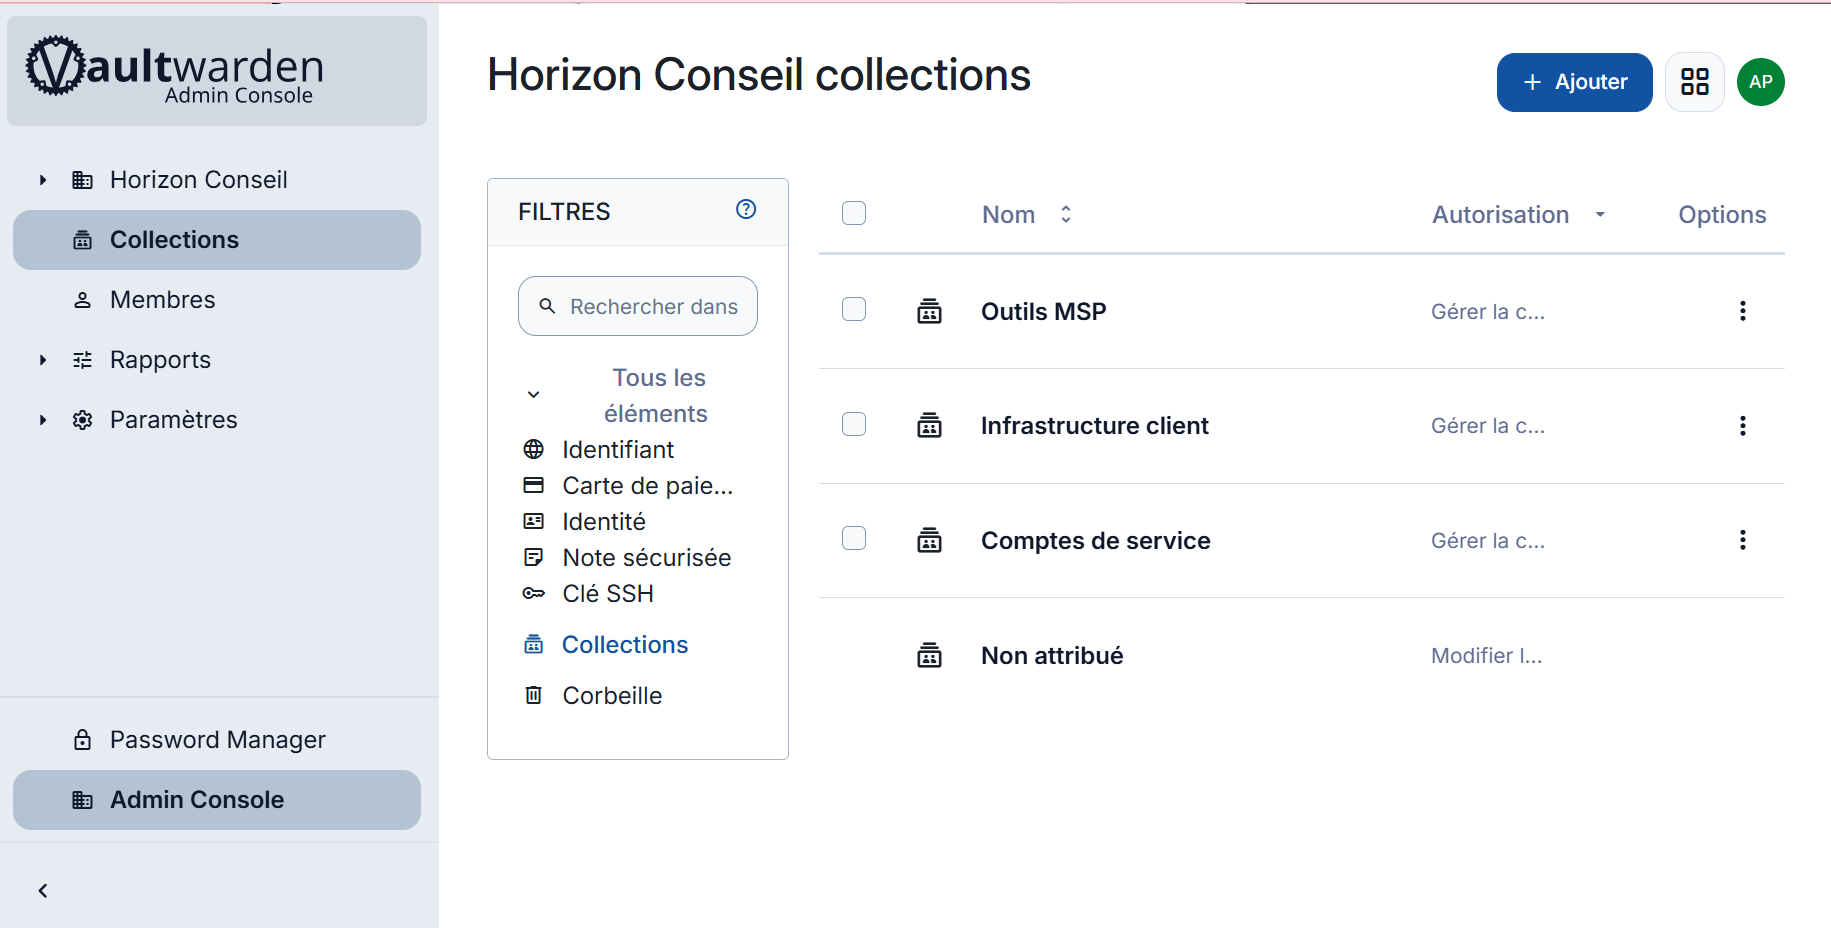 Vaultwarden
Admin Console
Horizon Conseil
Collections
Membres
Rapports
Paramètres
Password Manager
Admin Console
Horizon Conseil collections
Ajouter
AP
FILTRES
Rechercher dans
Tous les
éléments
Identifiant
Carte de paie...
Identité
Note sécurisée
Clé SSH
Collections
Corbeille
Nom Autorisation Options
Outils MSP Gérer la c...
Infrastructure client Gérer la c...
Comptes de service Gérer la c...
Non attribué Modifier l...